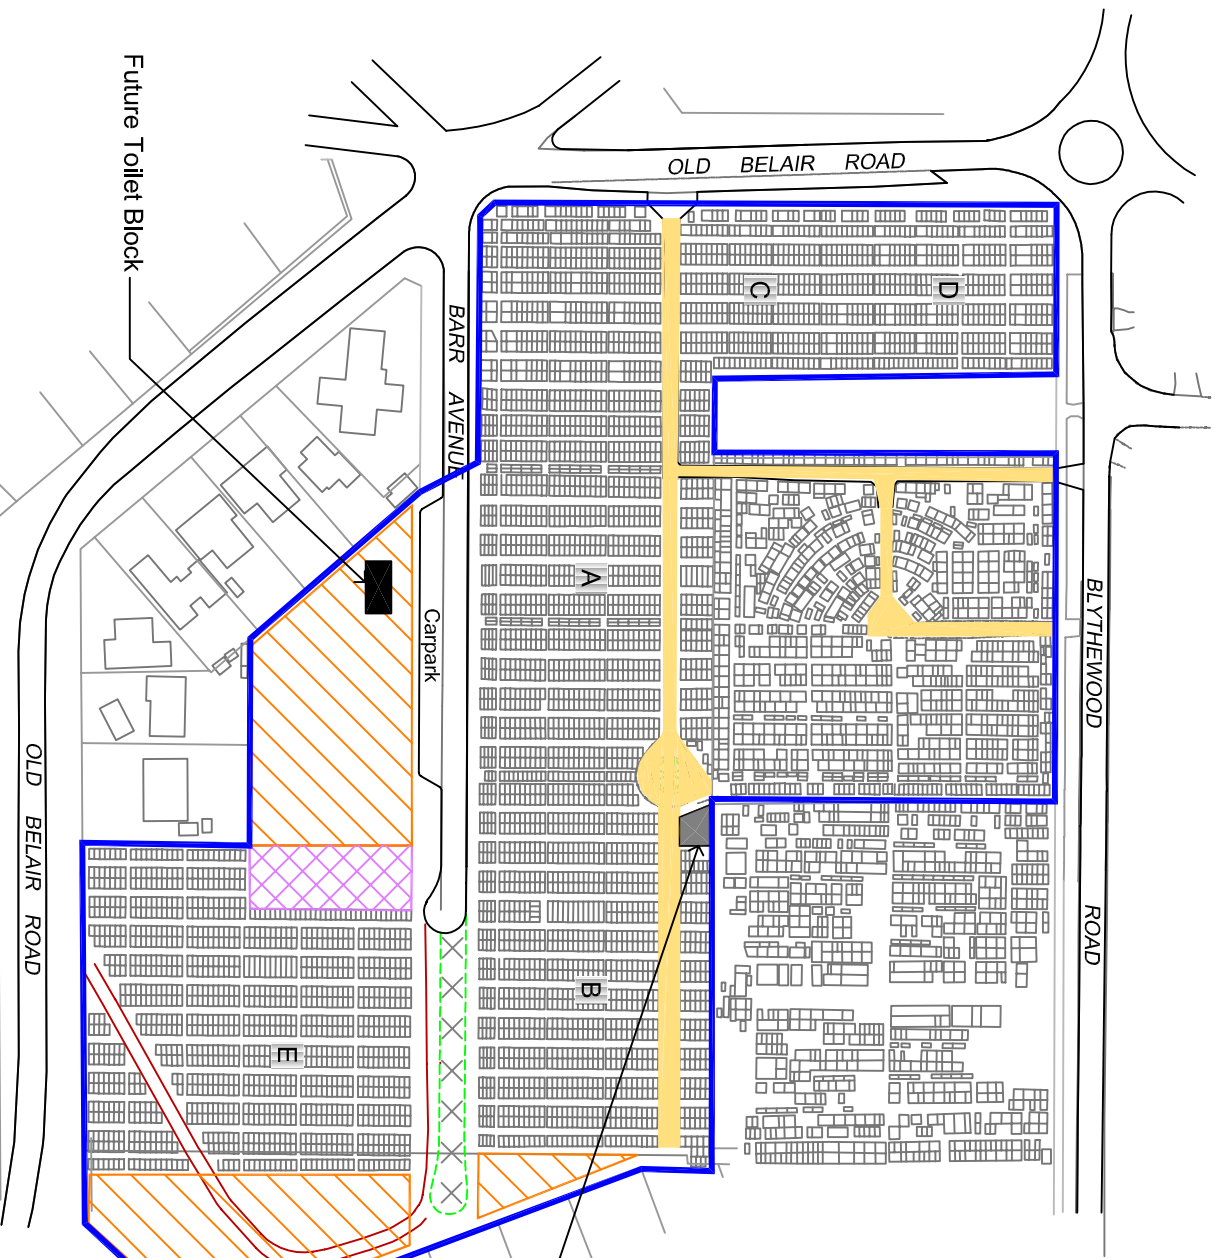 Future Toilet Block
OLD BELAIR ROAD
BARR AVENUE
C
D
A
Carpark
BLYTHEWOOD ROAD
OLD BELAIR ROAD
B
E